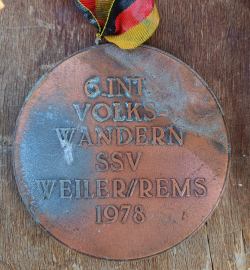 6.INT.
VOLKS-
WANDERN
SSV
WEILER/REMS
1978